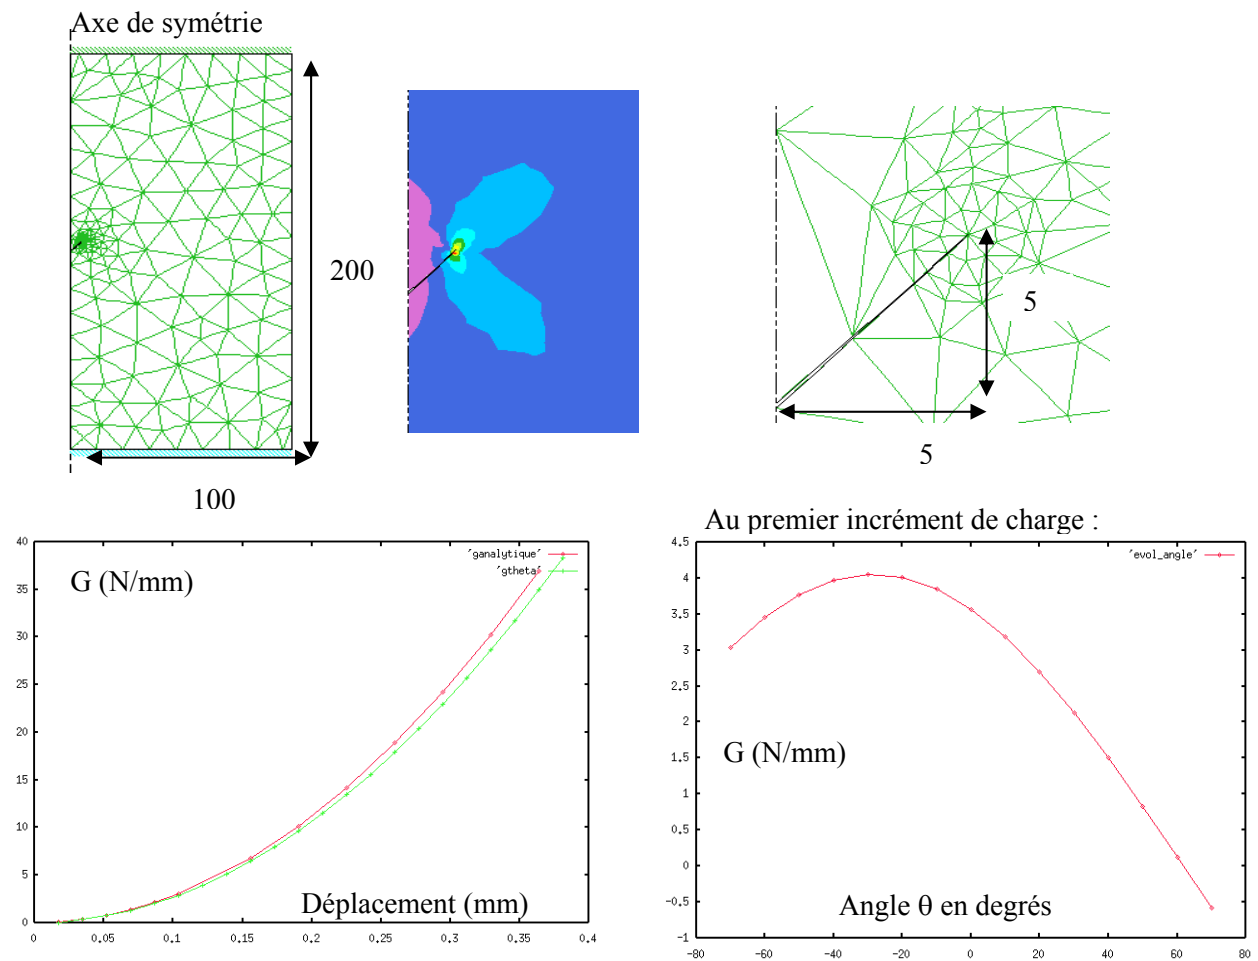 Axe de symétrie
200
100
5
5
Au premier incrément de charge :
40
35
30
25
20
15
10
5
0
G (N/mm)
'ganalytique'
'gtheta'
Déplacement (mm)
0 0.05 0.1 0.15 0.2 0.25 0.3 0.35 0.4
4.5
4
3.5
3
2.5
2
1.5
1
0.5
0
-0.5
-1
'evol_angle'
G (N/mm)
Angle θ en degrés
-80 -60 -40 -20 0 20 40 60 80